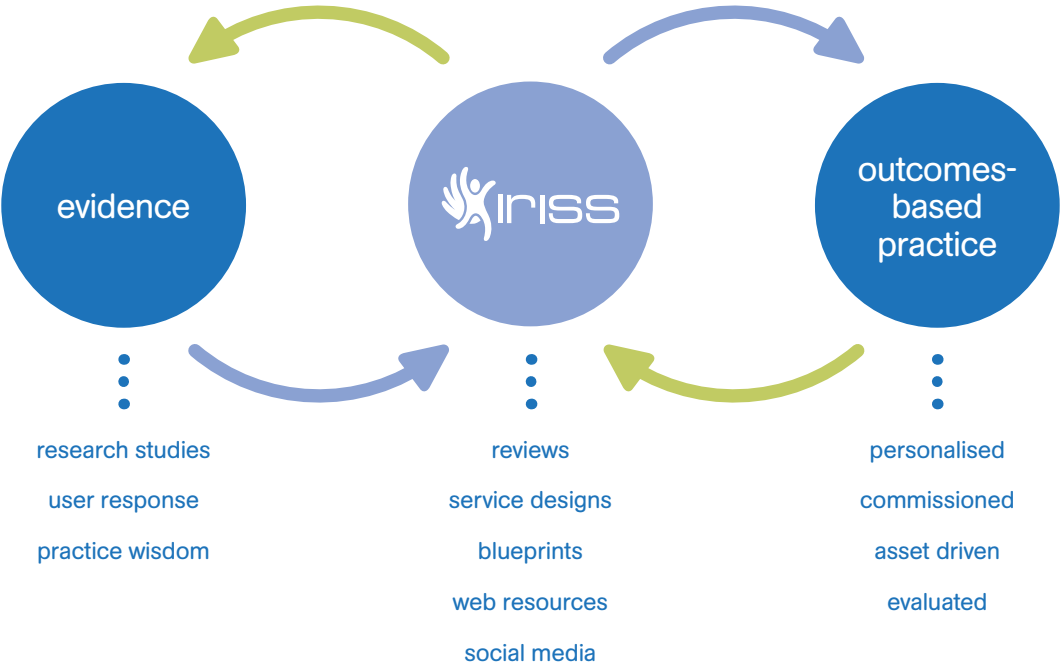 evidence
iriss
outcomes-
based
practice
research studies
user response
practice wisdom
reviews
service designs
blueprints
web resources
social media
personalised
commissioned
asset driven
evaluated